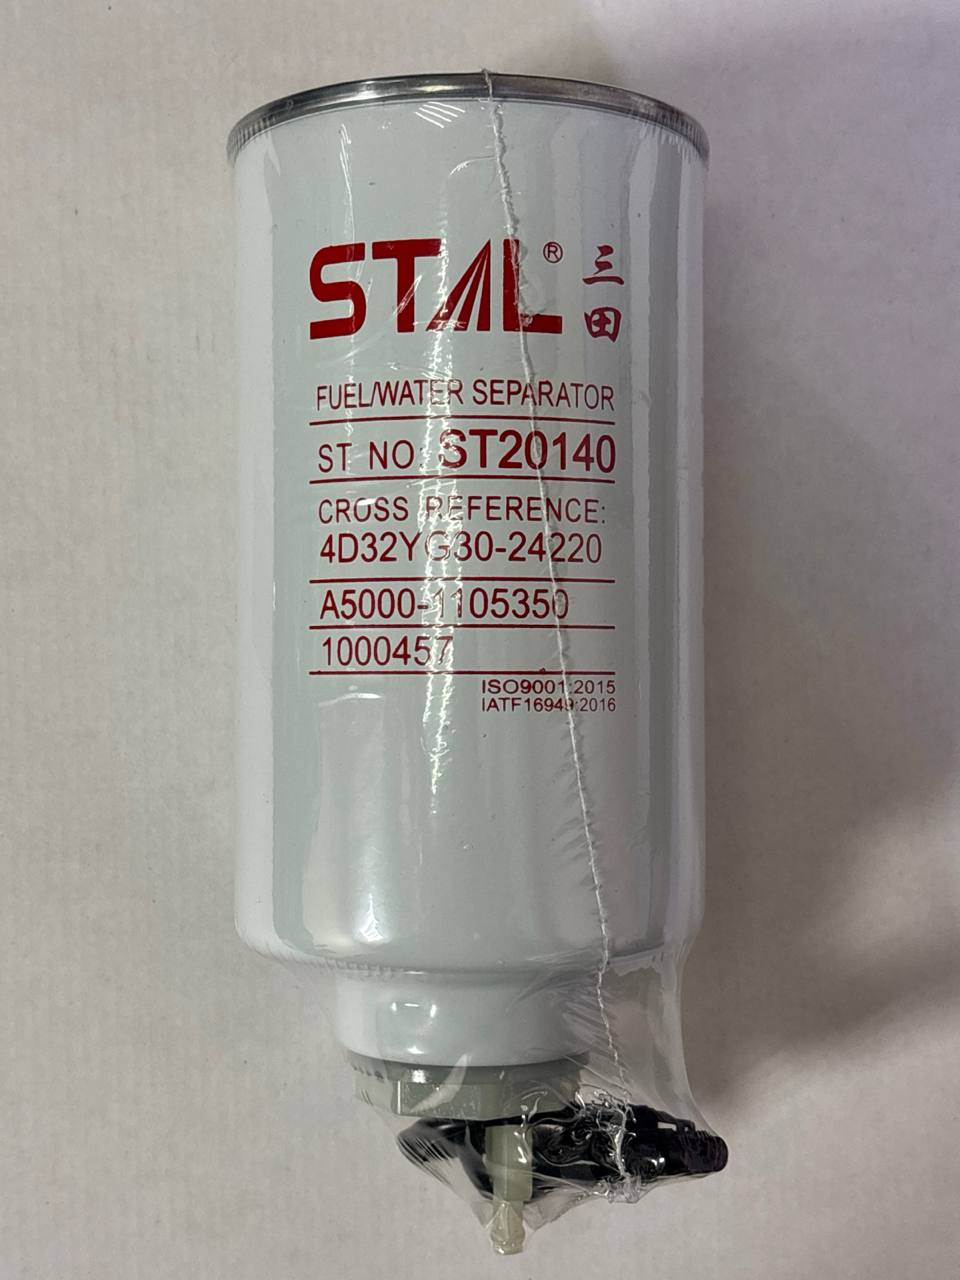 STAL® 三田
FUEL/WATER SEPARATOR
ST NO: ST20140
CROSS REFERENCE:
4D32YG30-24220
A5000-1105350
1000457
ISO9001:2015
IATF16949:2016